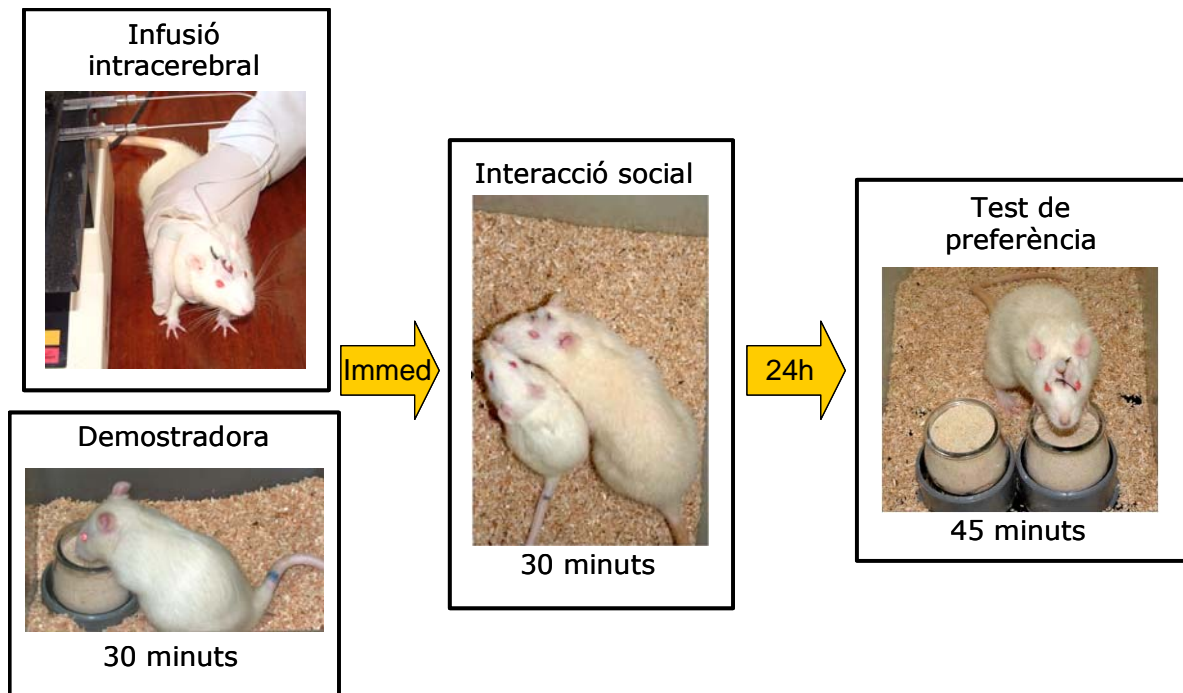 Infusió
intracerebral
Demostradora
30 minuts
Immed
Interacció social
30 minuts
24h
Test de
preferència
45 minuts